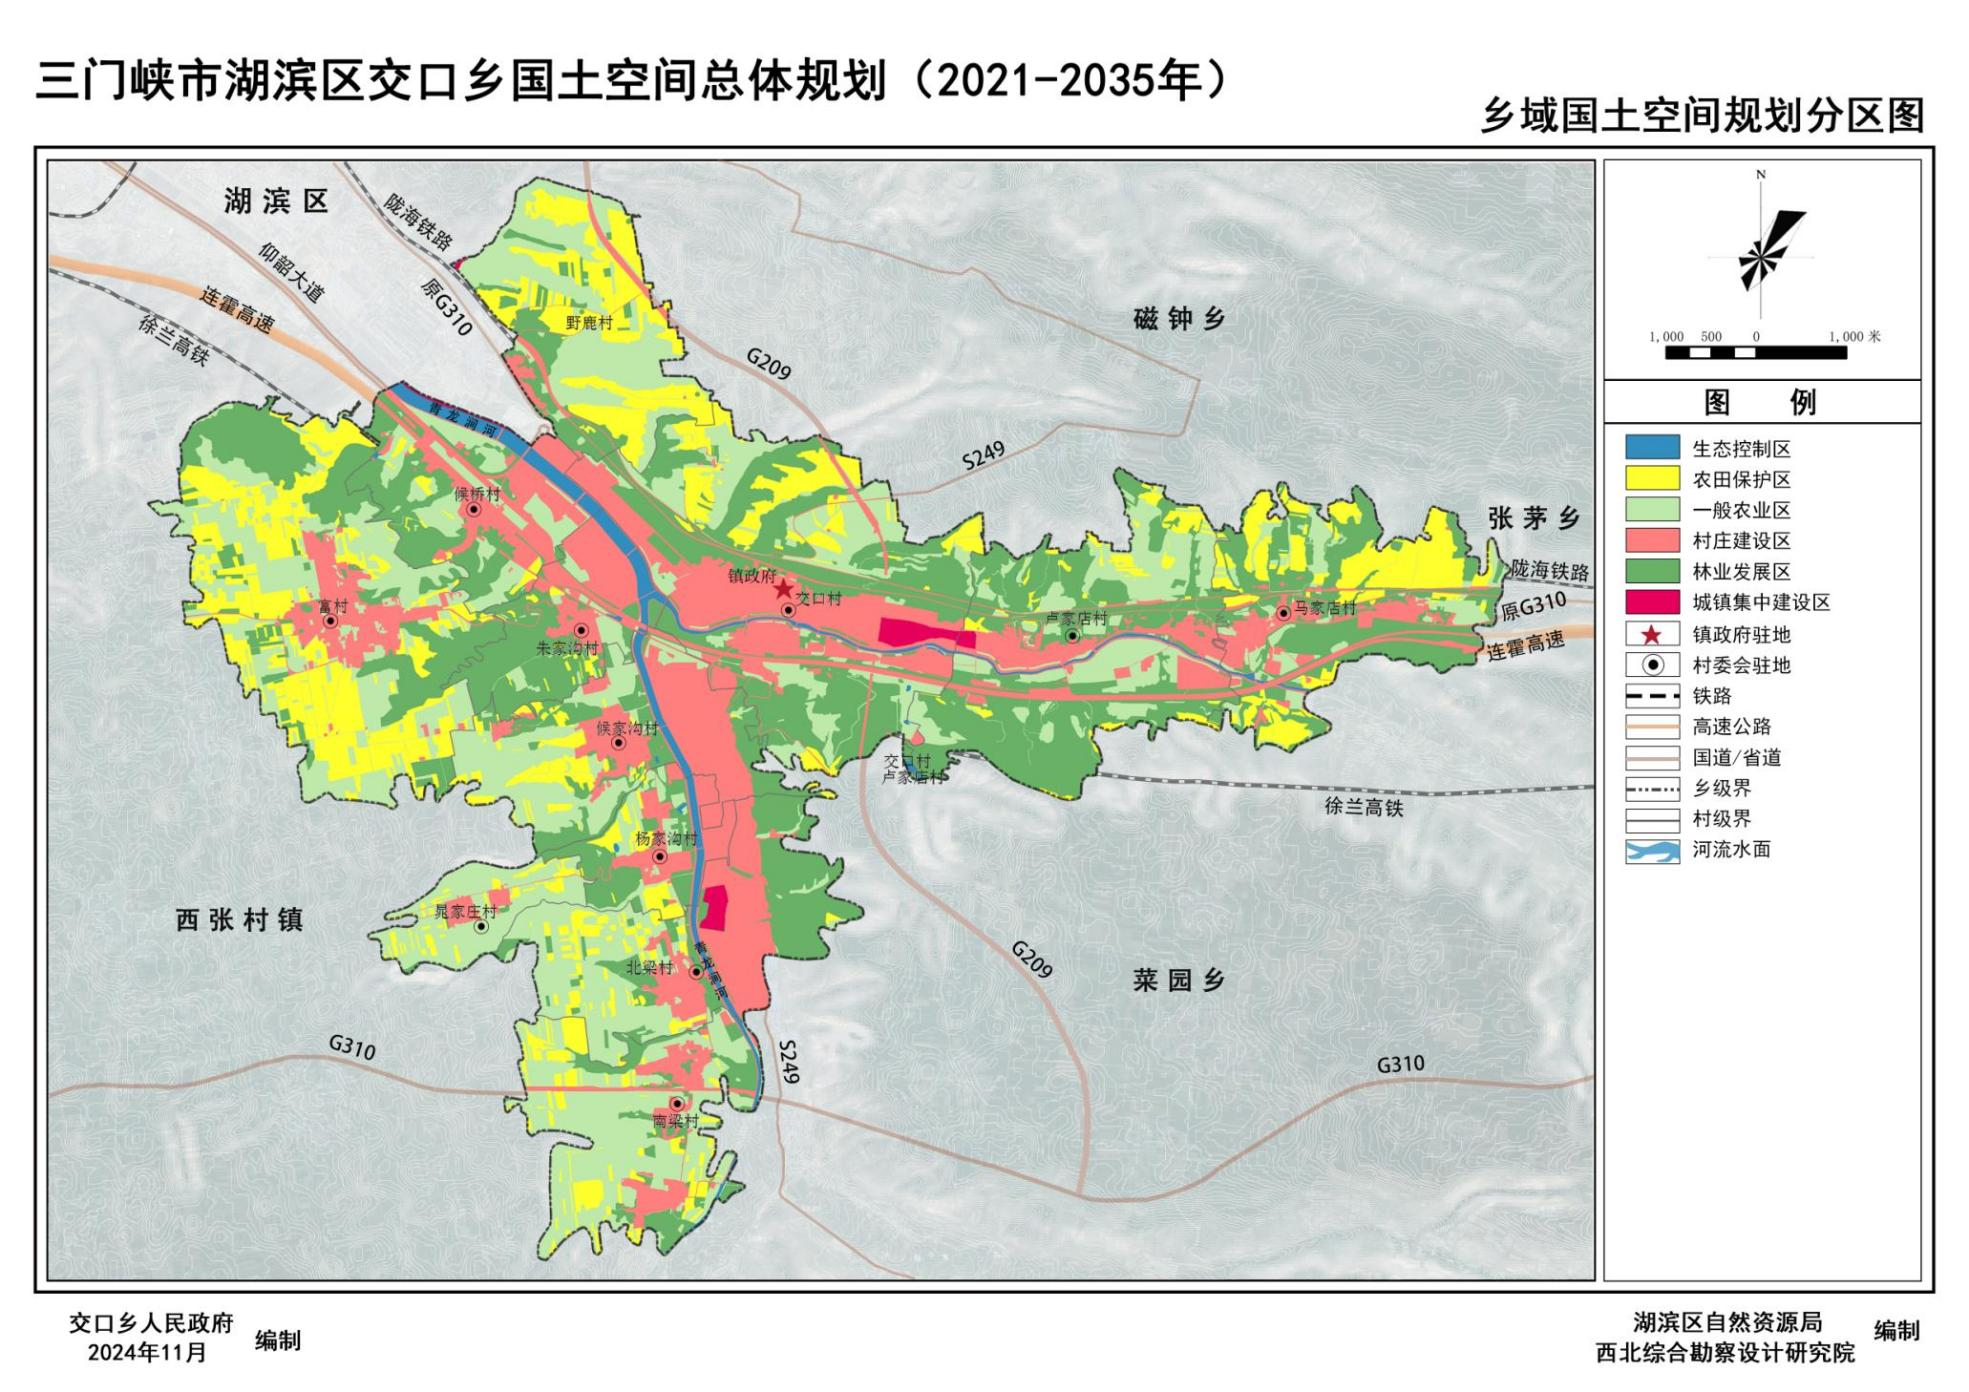 三门峡市湖滨区交口乡国土空间总体规划（2021-2035年）
乡域国土空间规划分区图
湖滨区
陇海铁路
仰韶大道
原G310
连霍高速
徐兰高铁
野鹿村
G209
磁钟乡
S249
张茅乡
陇海铁路
原G310
连霍高速
青龙涧河
候桥村
镇政府
交口村
富村
朱家沟村
卢家店村
马家店村
候家沟村
交口村
卢家店村
徐兰高铁
杨家沟村
晁家庄村
西张村镇
北梁村
青龙涧河
G209
菜园乡
G310
S249
G310
南梁村
N
1,000 500 0 1,000 米
图 例
生态控制区
农田保护区
一般农业区
村庄建设区
林业发展区
城镇集中建设区
镇政府驻地
村委会驻地
铁路
高速公路
国道/省道
乡级界
村级界
河流水面
交口乡人民政府
2024年11月
编制
湖滨区自然资源局
西北综合勘察设计研究院
编制